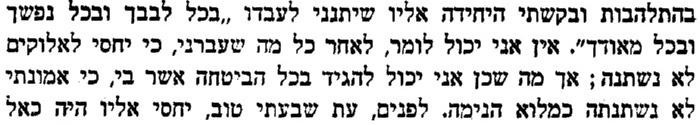 בהתלהבות ובקשתי היחידה אליו שיתנני לעבדו „בכל לבבך ובכל נפשך
ובכל מאודך”. אין אני יכול לומר, לאחר כל מה שעברני, כי יחסי לאלוקים
לא נשתנה; אך מה שכן אני יכול להגיד בכל הביטחה אשר בי, כי אמונתי
לא נשתנתה כמלוא הנימה. לפנים, עת שבעתי טוב, יחסי אליו היה כאל